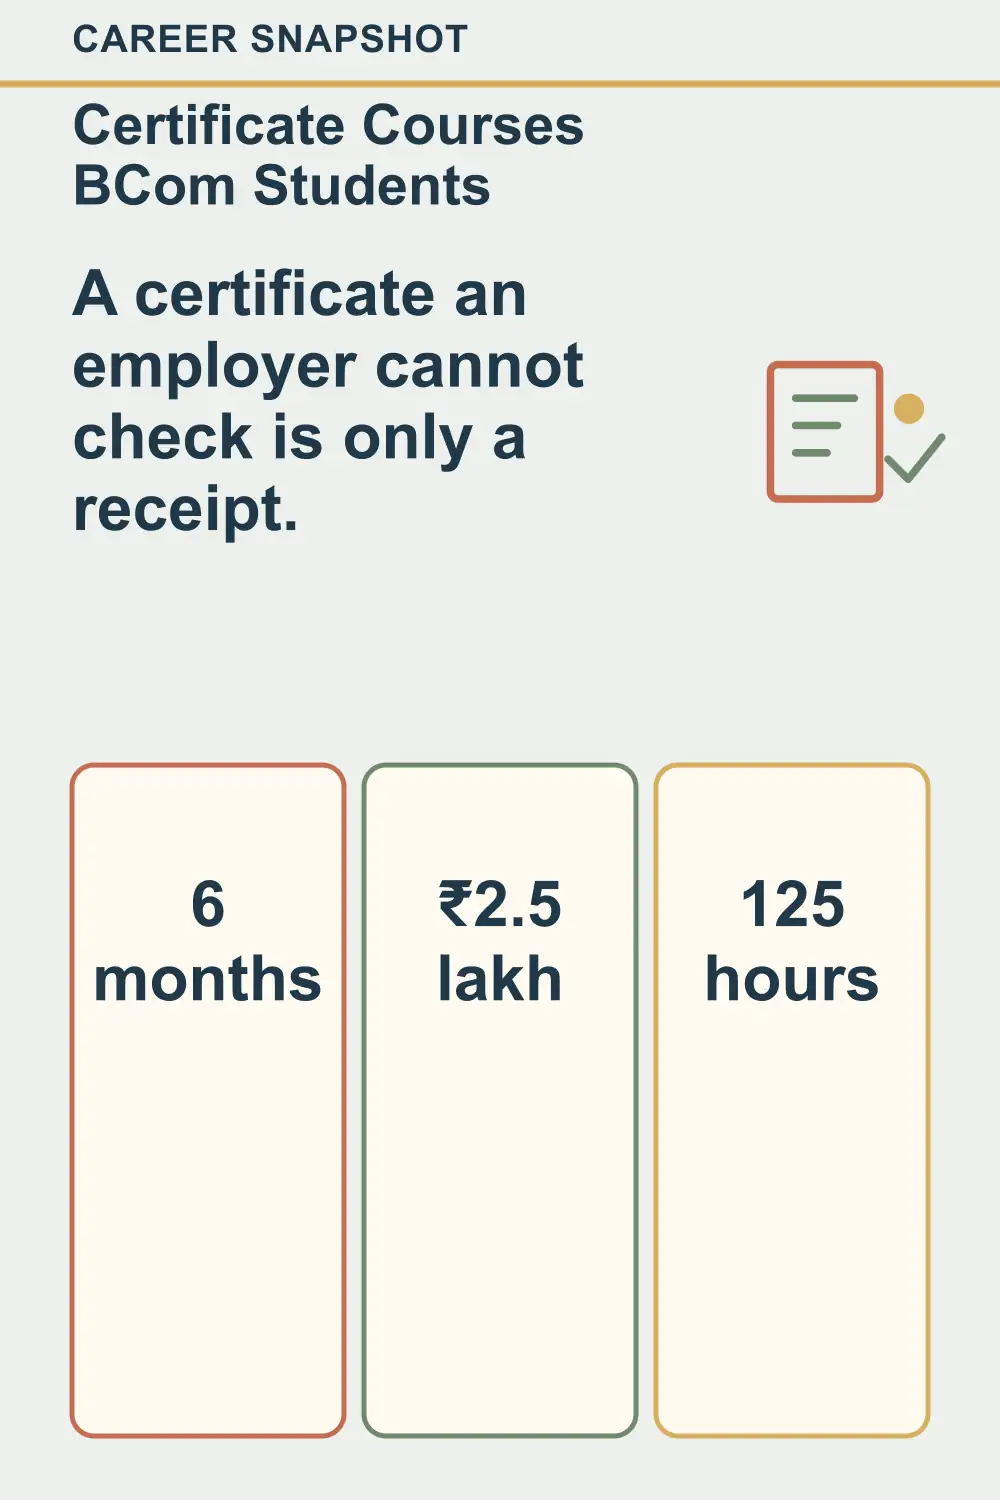 CAREER SNAPSHOT
Certificate Courses
BCom Students
A certificate an
employer cannot
check is only a
receipt.
6
months
₹2.5
lakh
125
hours